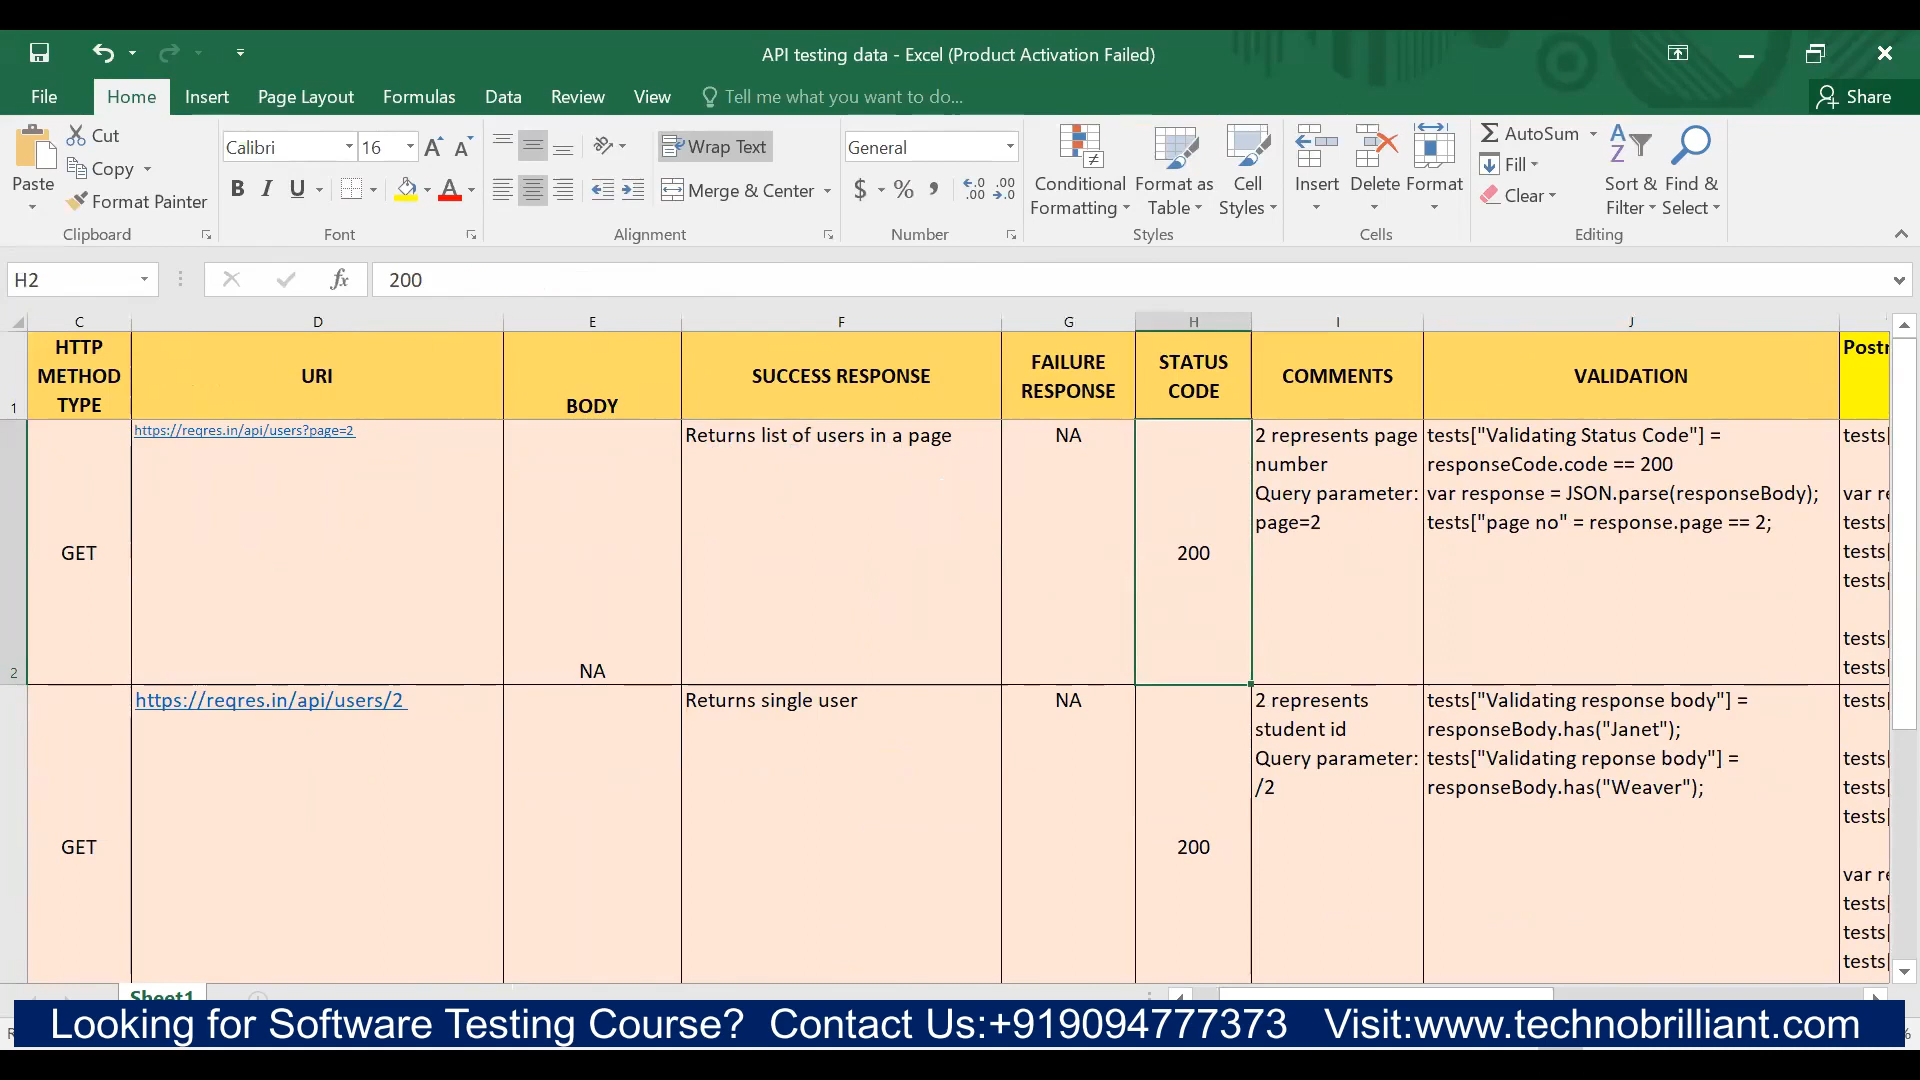 API testing data - Excel (Product Activation Failed)
File Home Insert Page Layout Formulas Data Review View Tell me what you want to do... Share
Paste
Cut
Copy
Format Painter
Clipboard
Calibri 16
B I U
Font
Wrap Text
Merge & Center
Alignment
General
$ % ,
Number
Conditional Formatting
Format as Table
Cell Styles
Styles
Insert Delete Format
Cells
AutoSum
Fill
Clear
Sort & Filter
Find & Select
Editing
H2 fx 200
C D E F G H I J
1
HTTP
METHOD
TYPE
URI
BODY
SUCCESS RESPONSE
FAILURE
RESPONSE
STATUS
CODE
COMMENTS
VALIDATION
Postr
2
GET
https://reqres.in/api/users?page=2
NA
Returns list of users in a page
NA
200
2 represents page
number
Query parameter:
page=2
tests["Validating Status Code"] =
responseCode.code == 200
var response = JSON.parse(responseBody);
tests["page no" = response.page == 2;
tests[
var re
tests[
tests[
tests[
tests[
tests[
GET
https://reqres.in/api/users/2
Returns single user
NA
200
2 represents
student id
Query parameter:
/2
tests["Validating response body"] =
responseBody.has("Janet");
tests["Validating reponse body"] =
responseBody.has("Weaver");
tests[
tests[
tests[
tests[
var re
tests[
tests[
tests[
Sheet1
Looking for Software Testing Course? Contact Us:+919094777373 Visit:www.technobrilliant.com